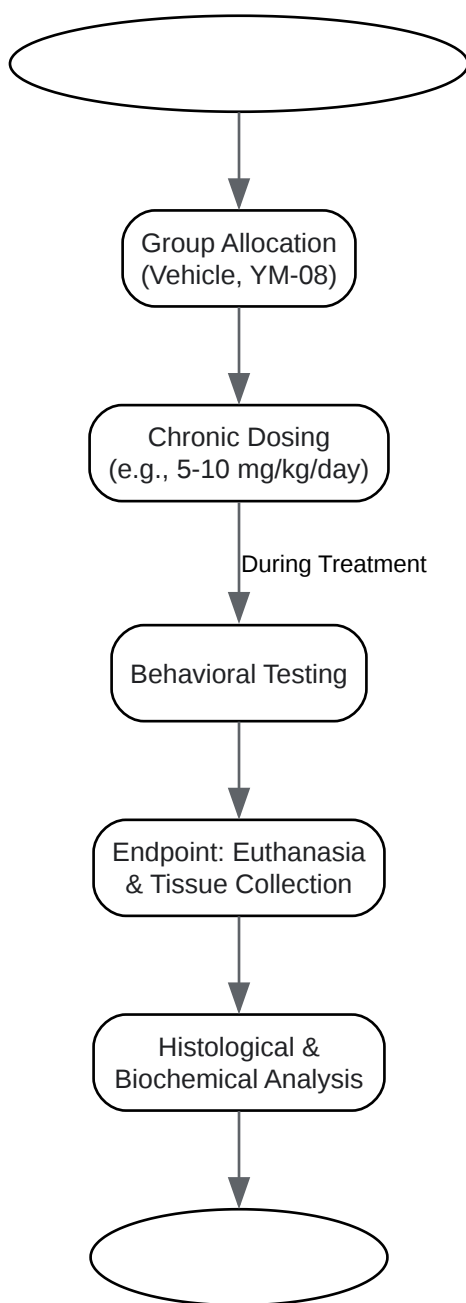 Group Allocation
(Vehicle, YM-08)
Chronic Dosing
(e.g., 5-10 mg/kg/day)
During Treatment
Behavioral Testing
Endpoint: Euthanasia
& Tissue Collection
Histological &
Biochemical Analysis